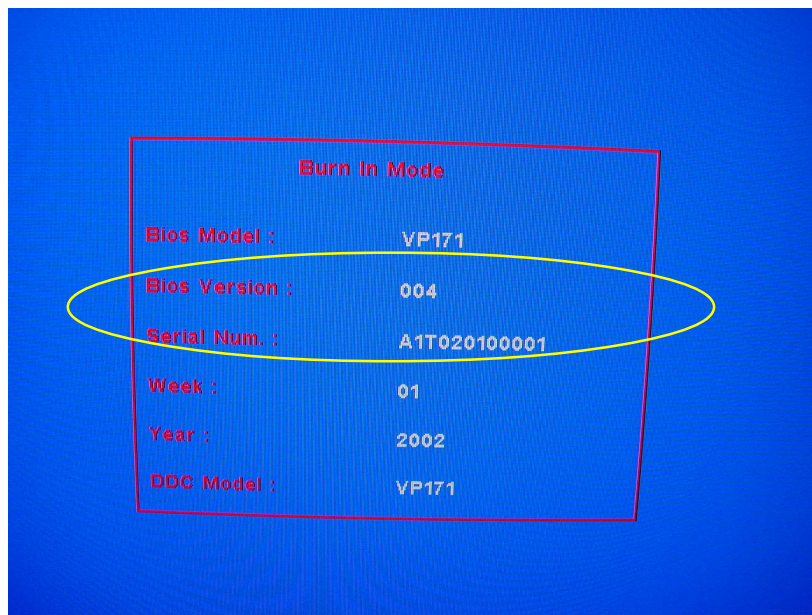 Burn In Mode
Bios Model : VP171
Bios Version : 004
Serial Num. : A1T020100001
Week : 01
Year : 2002
DDC Model : VP171